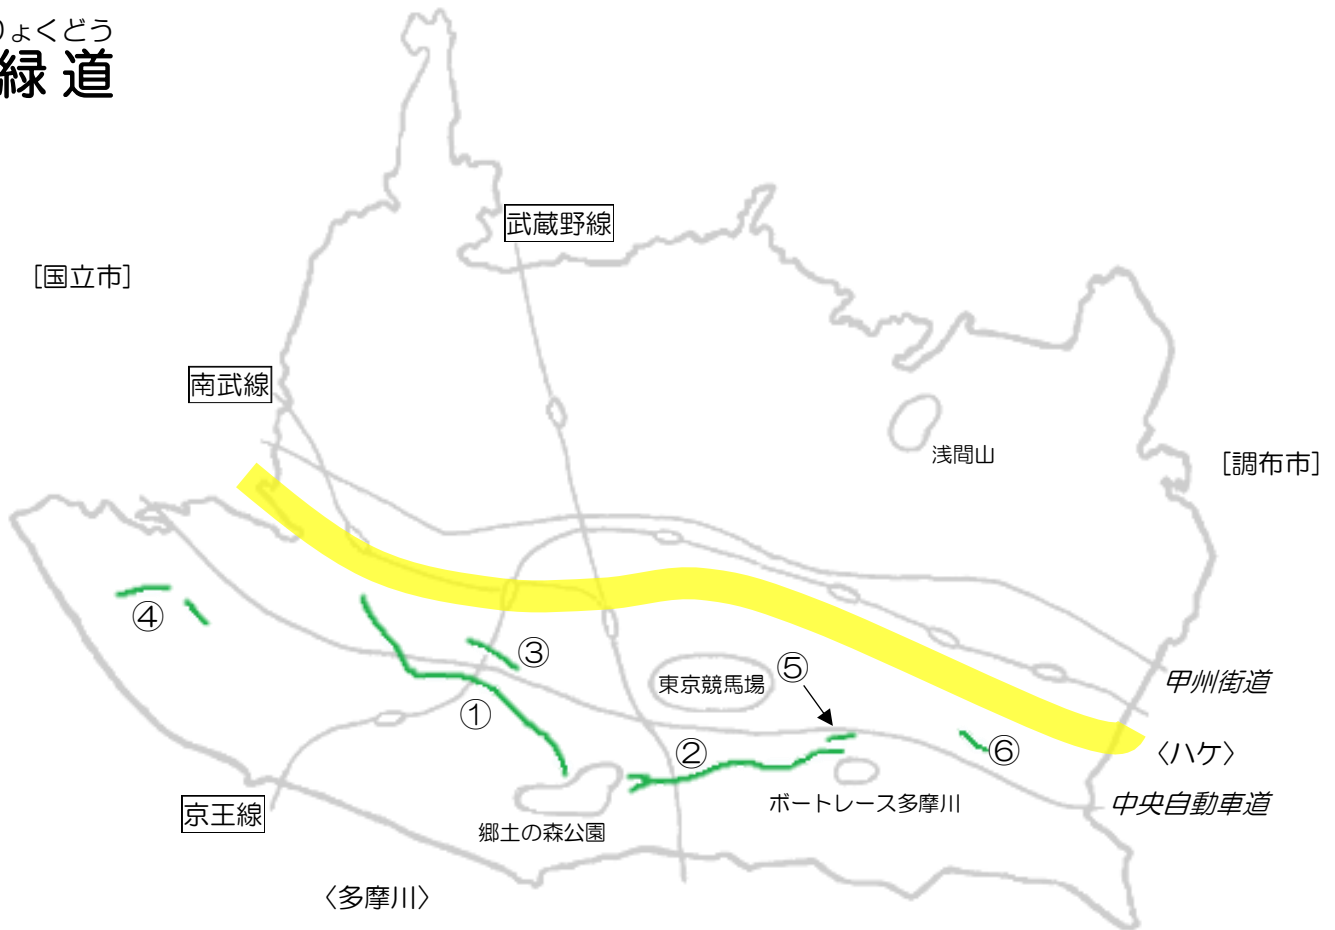 りょくどう
緑道
武蔵野線
[国立市]
南武線
浅間山
[調布市]
④
③
⑤
東京競馬場
甲州街道
①
②
⑥
〈ハケ〉
ボートレース多摩川
中央自動車道
京王線
郷土の森公園
〈多摩川〉